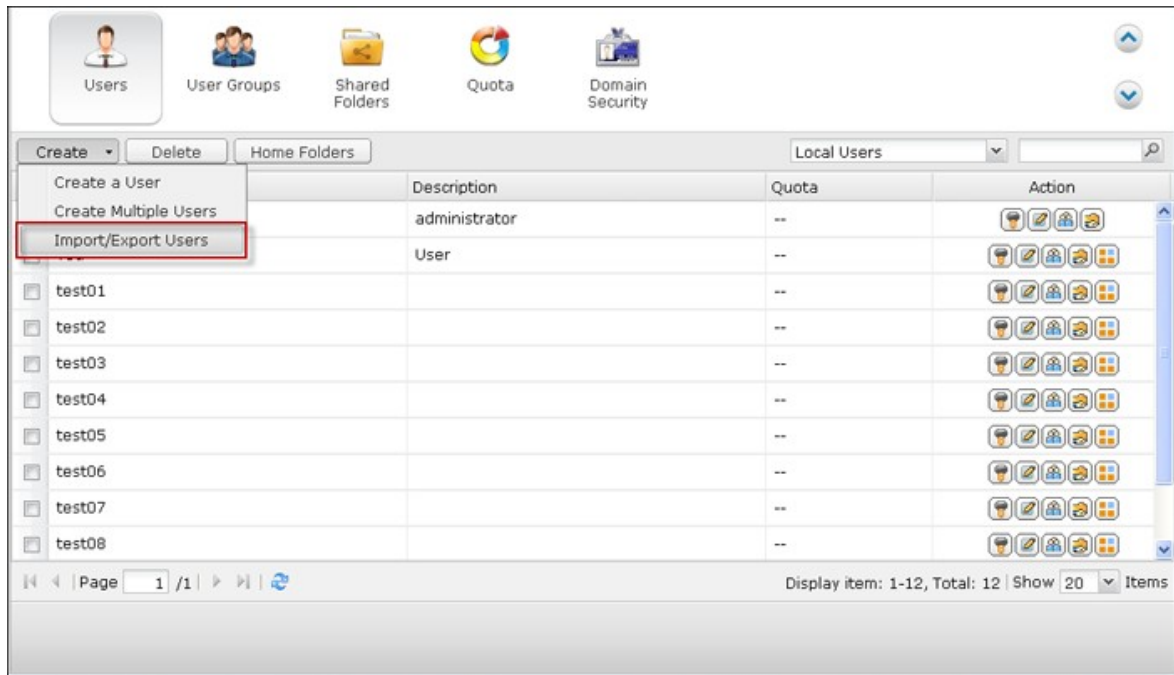 Users
User Groups
Shared
Folders
Quota
Domain
Security
Create
Delete
Home Folders
Local Users
Create a User
Create Multiple Users
Import/Export Users
Description
Quota
Action
administrator
--
User
--
test01
--
test02
--
test03
--
test04
--
test05
--
test06
--
test07
--
test08
--
Page 1 /1
Display item: 1-12, Total: 12 Show 20 Items